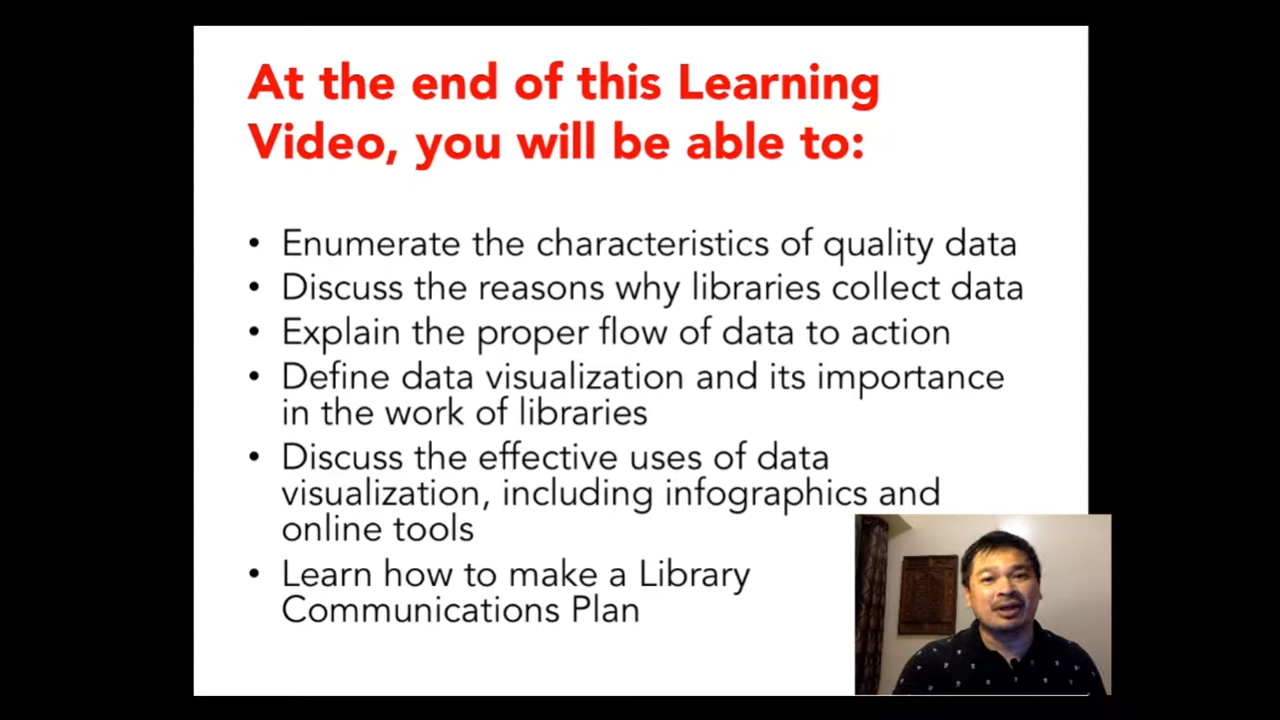 At the end of this Learning
Video, you will be able to:
• Enumerate the characteristics of quality data
• Discuss the reasons why libraries collect data
• Explain the proper flow of data to action
• Define data visualization and its importance
in the work of libraries
• Discuss the effective uses of data
visualization, including infographics and
online tools
• Learn how to make a Library
Communications Plan